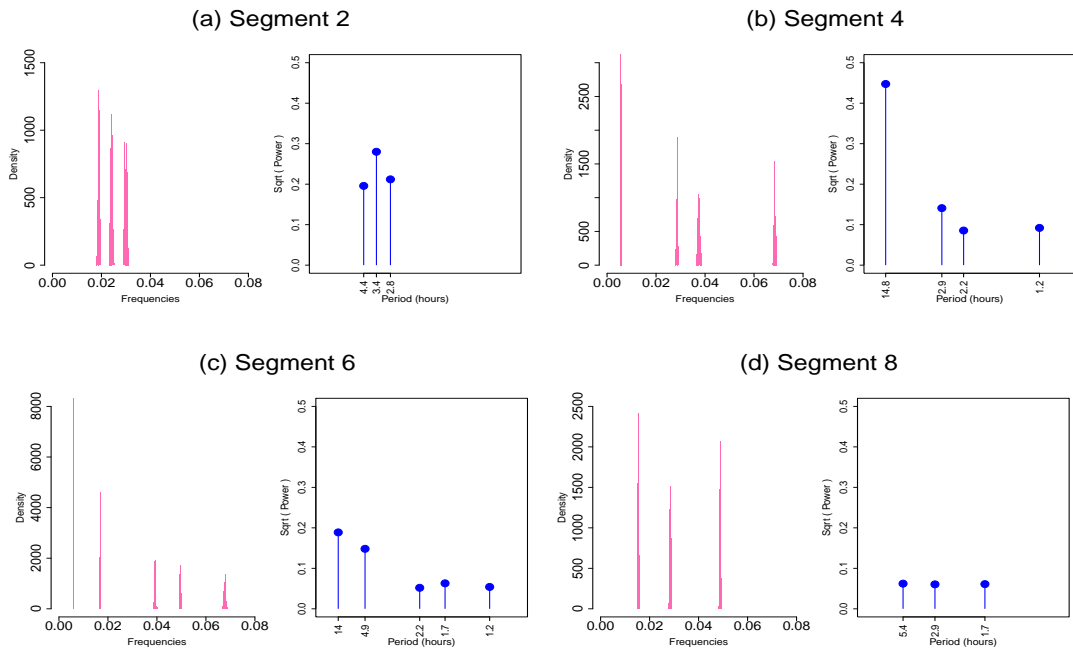 (a) Segment 2
Density
0 500 1000 1500
0.00 0.02 0.04 0.06 0.08
Frequencies
Sqrt ( Power )
0.0 0.1 0.2 0.3 0.4 0.5
4.4 3.4 2.8
Period (hours)
(b) Segment 4
Density
0 500 1500 2500
0.00 0.02 0.04 0.06 0.08
Frequencies
Sqrt ( Power )
0.0 0.1 0.2 0.3 0.4 0.5
14.8 2.9 2.2 1.2
Period (hours)
(c) Segment 6
Density
0 2000 4000 6000 8000
0.00 0.02 0.04 0.06 0.08
Frequencies
Sqrt ( Power )
0.0 0.1 0.2 0.3 0.4 0.5
14 4.9 2.2 1.7 1.2
Period (hours)
(d) Segment 8
Density
0 500 1000 1500 2000 2500
0.00 0.02 0.04 0.06 0.08
Frequencies
Sqrt ( Power )
0.0 0.1 0.2 0.3 0.4 0.5
5.4 2.9 1.7
Period (hours)